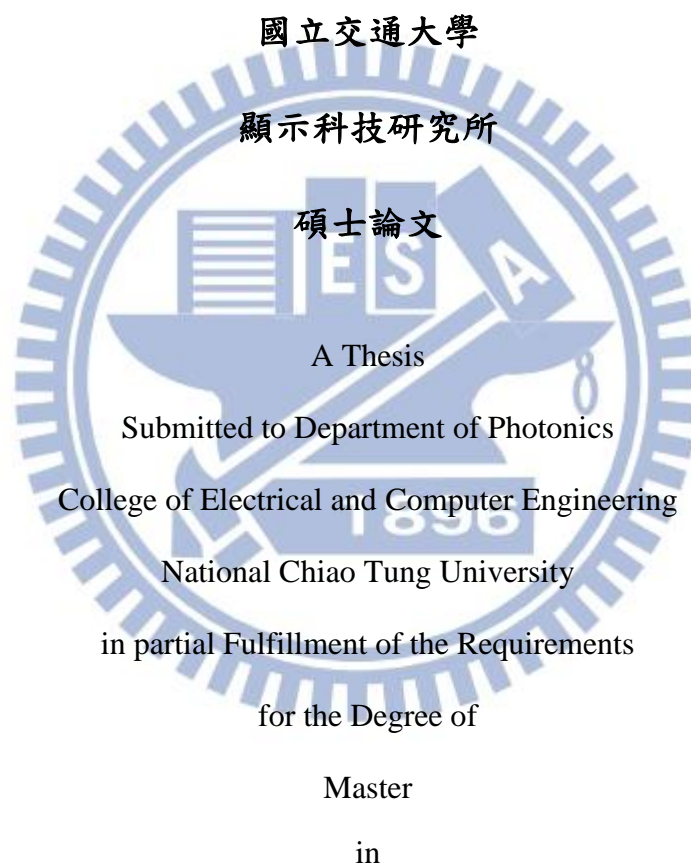 國立交通大學
顯示科技研究所
碩士論文
E S A
A Thesis
Submitted to Department of Photonics
College of Electrical and Computer Engineering
1896
National Chiao Tung University
in partial Fulfillment of the Requirements
for the Degree of
Master
in